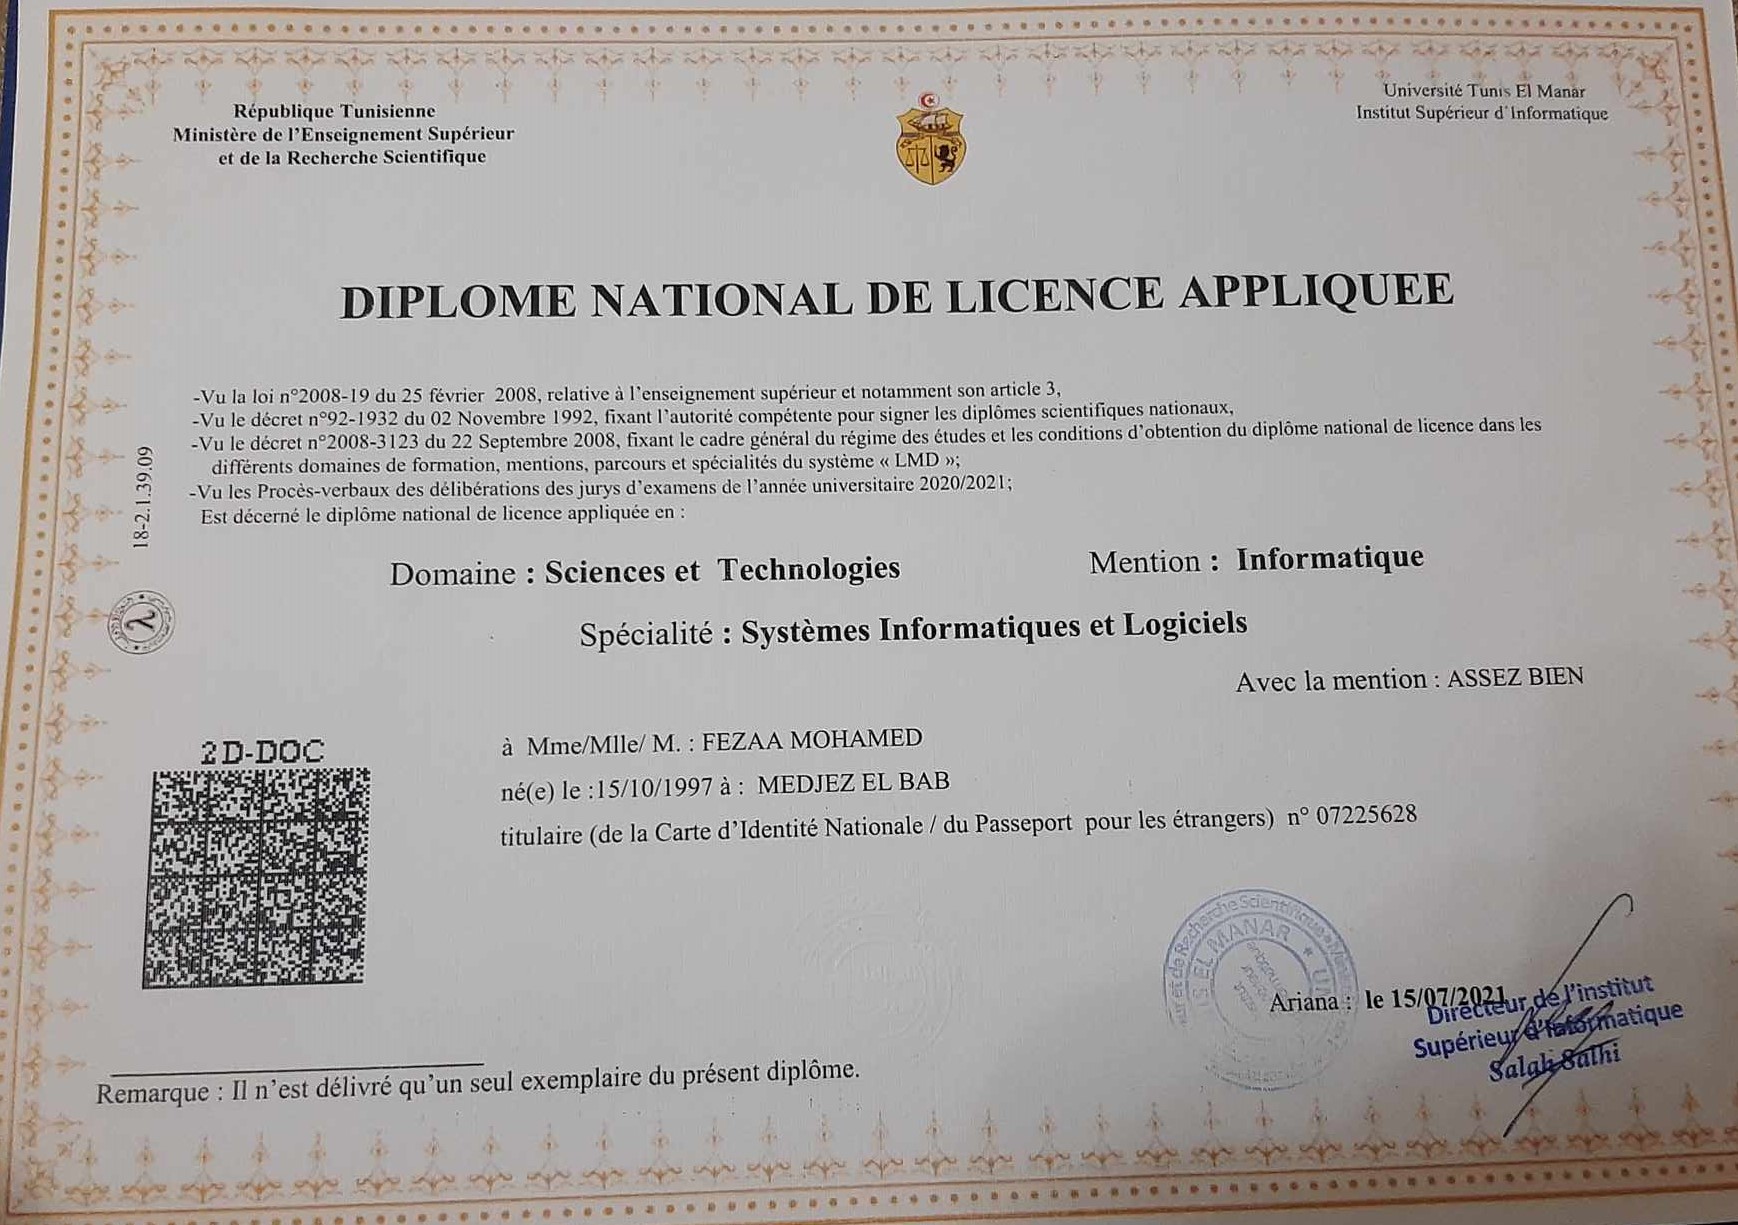 République Tunisienne
Ministère de l'Enseignement Supérieur
et de la Recherche Scientifique
Université Tunis El Manar
Institut Supérieur d'Informatique
DIPLOME NATIONAL DE LICENCE APPLIQUEE
-Vu la loi n°2008-19 du 25 février 2008, relative à l'enseignement supérieur et notamment son article 3,
-Vu le décret n°92-1932 du 02 Novembre 1992, fixant l'autorité compétente pour signer les diplômes scientifiques nationaux,
-Vu le décret n°2008-3123 du 22 Septembre 2008, fixant le cadre général du régime des études et les conditions d'obtention du diplôme national de licence dans les
différents domaines de formation, mentions, parcours et spécialités du système « LMD »;
-Vu les Procès-verbaux des délibérations des jurys d'examens de l'année universitaire 2020/2021;
Est décerné le diplôme national de licence appliquée en :
18-2.1.39.09
Domaine : Sciences et Technologies Mention : Informatique
Spécialité : Systèmes Informatiques et Logiciels
Avec la mention : ASSEZ BIEN
2D-DOC
à Mme/Mlle/ M. : FEZAA MOHAMED
né(e) le :15/10/1997 à : MEDJEZ EL BAB
titulaire (de la Carte d'Identité Nationale / du Passeport pour les étrangers) n° 07225628
de Recherche Scientifique
EL MANAR
Ariana : le 15/07/2021
Directeur de l'institut
Supérieur d'Informatique
Salah
Remarque : Il n'est délivré qu'un seul exemplaire du présent diplôme.